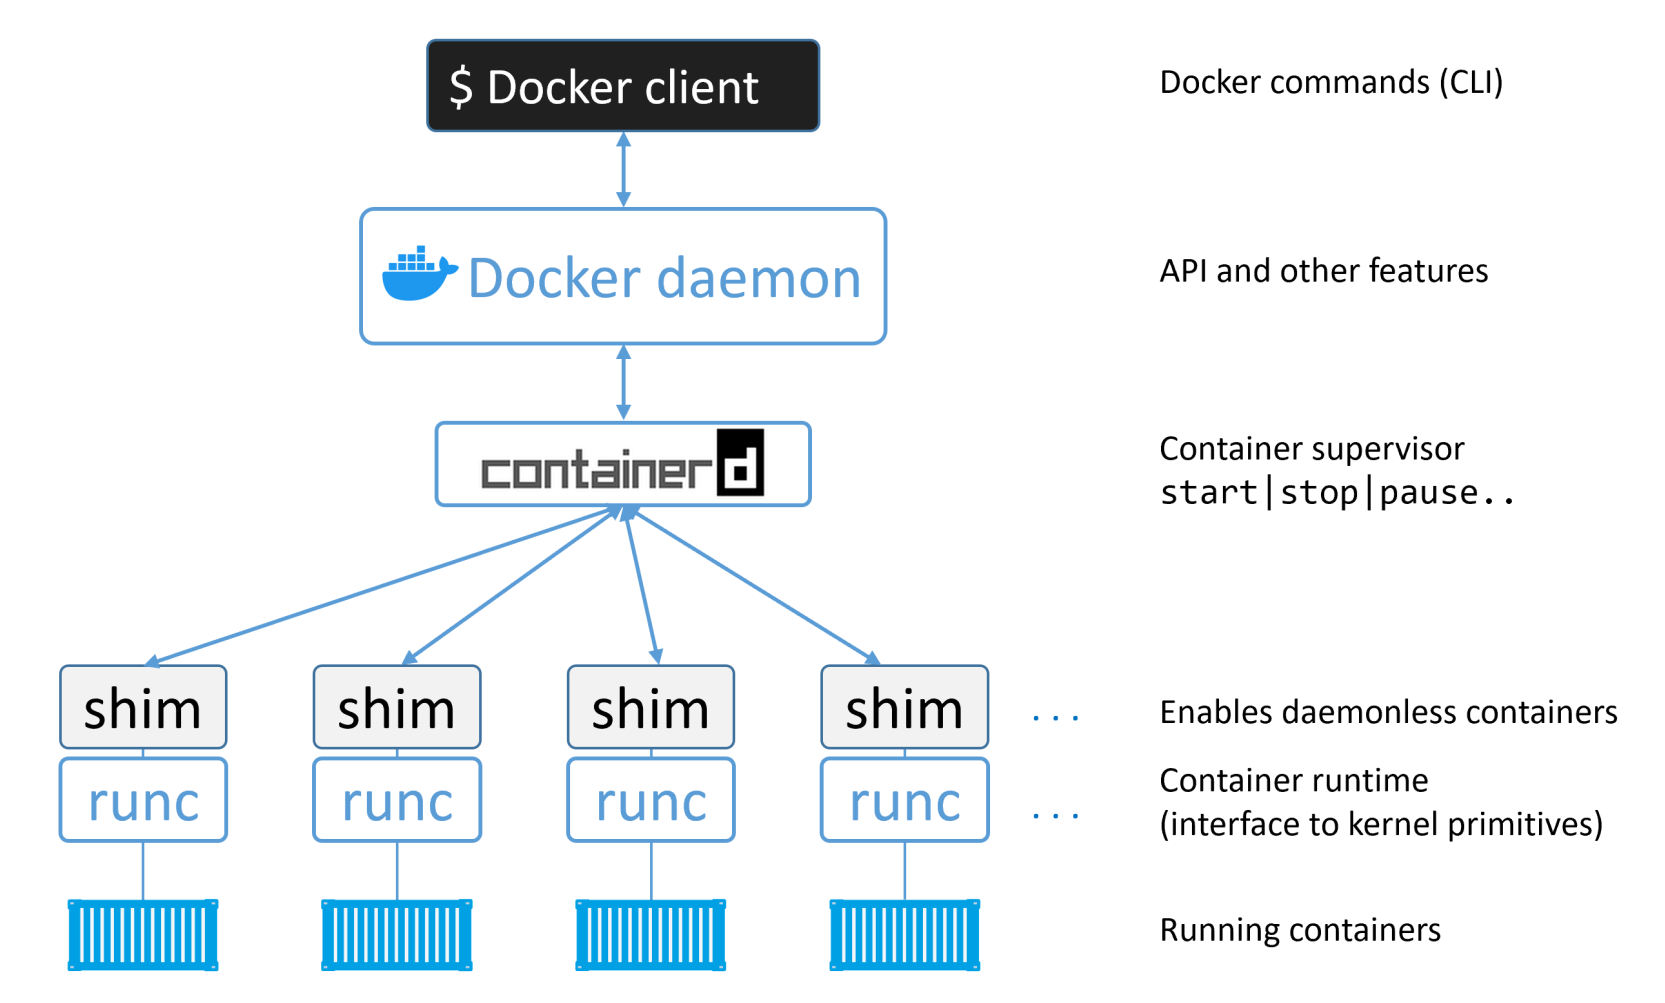 $ Docker client
Docker commands (CLI)
Docker daemon
API and other features
containerd
Container supervisor
start|stop|pause..
shim shim shim shim ...
Enables daemonless containers
runc runc runc runc ...
Container runtime
(interface to kernel primitives)
Running containers